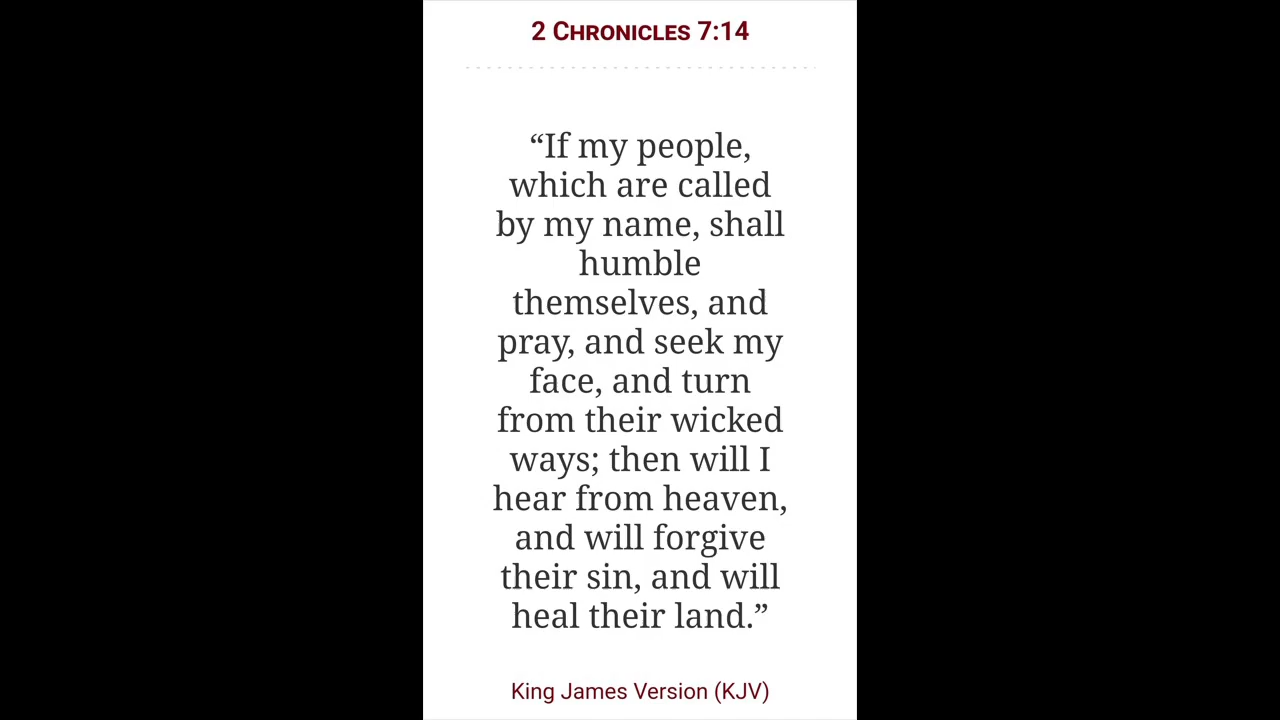 2 Chronicles 7:14
“If my people,
which are called
by my name, shall
humble
themselves, and
pray, and seek my
face, and turn
from their wicked
ways; then will I
hear from heaven,
and will forgive
their sin, and will
heal their land.”
King James Version (KJV)